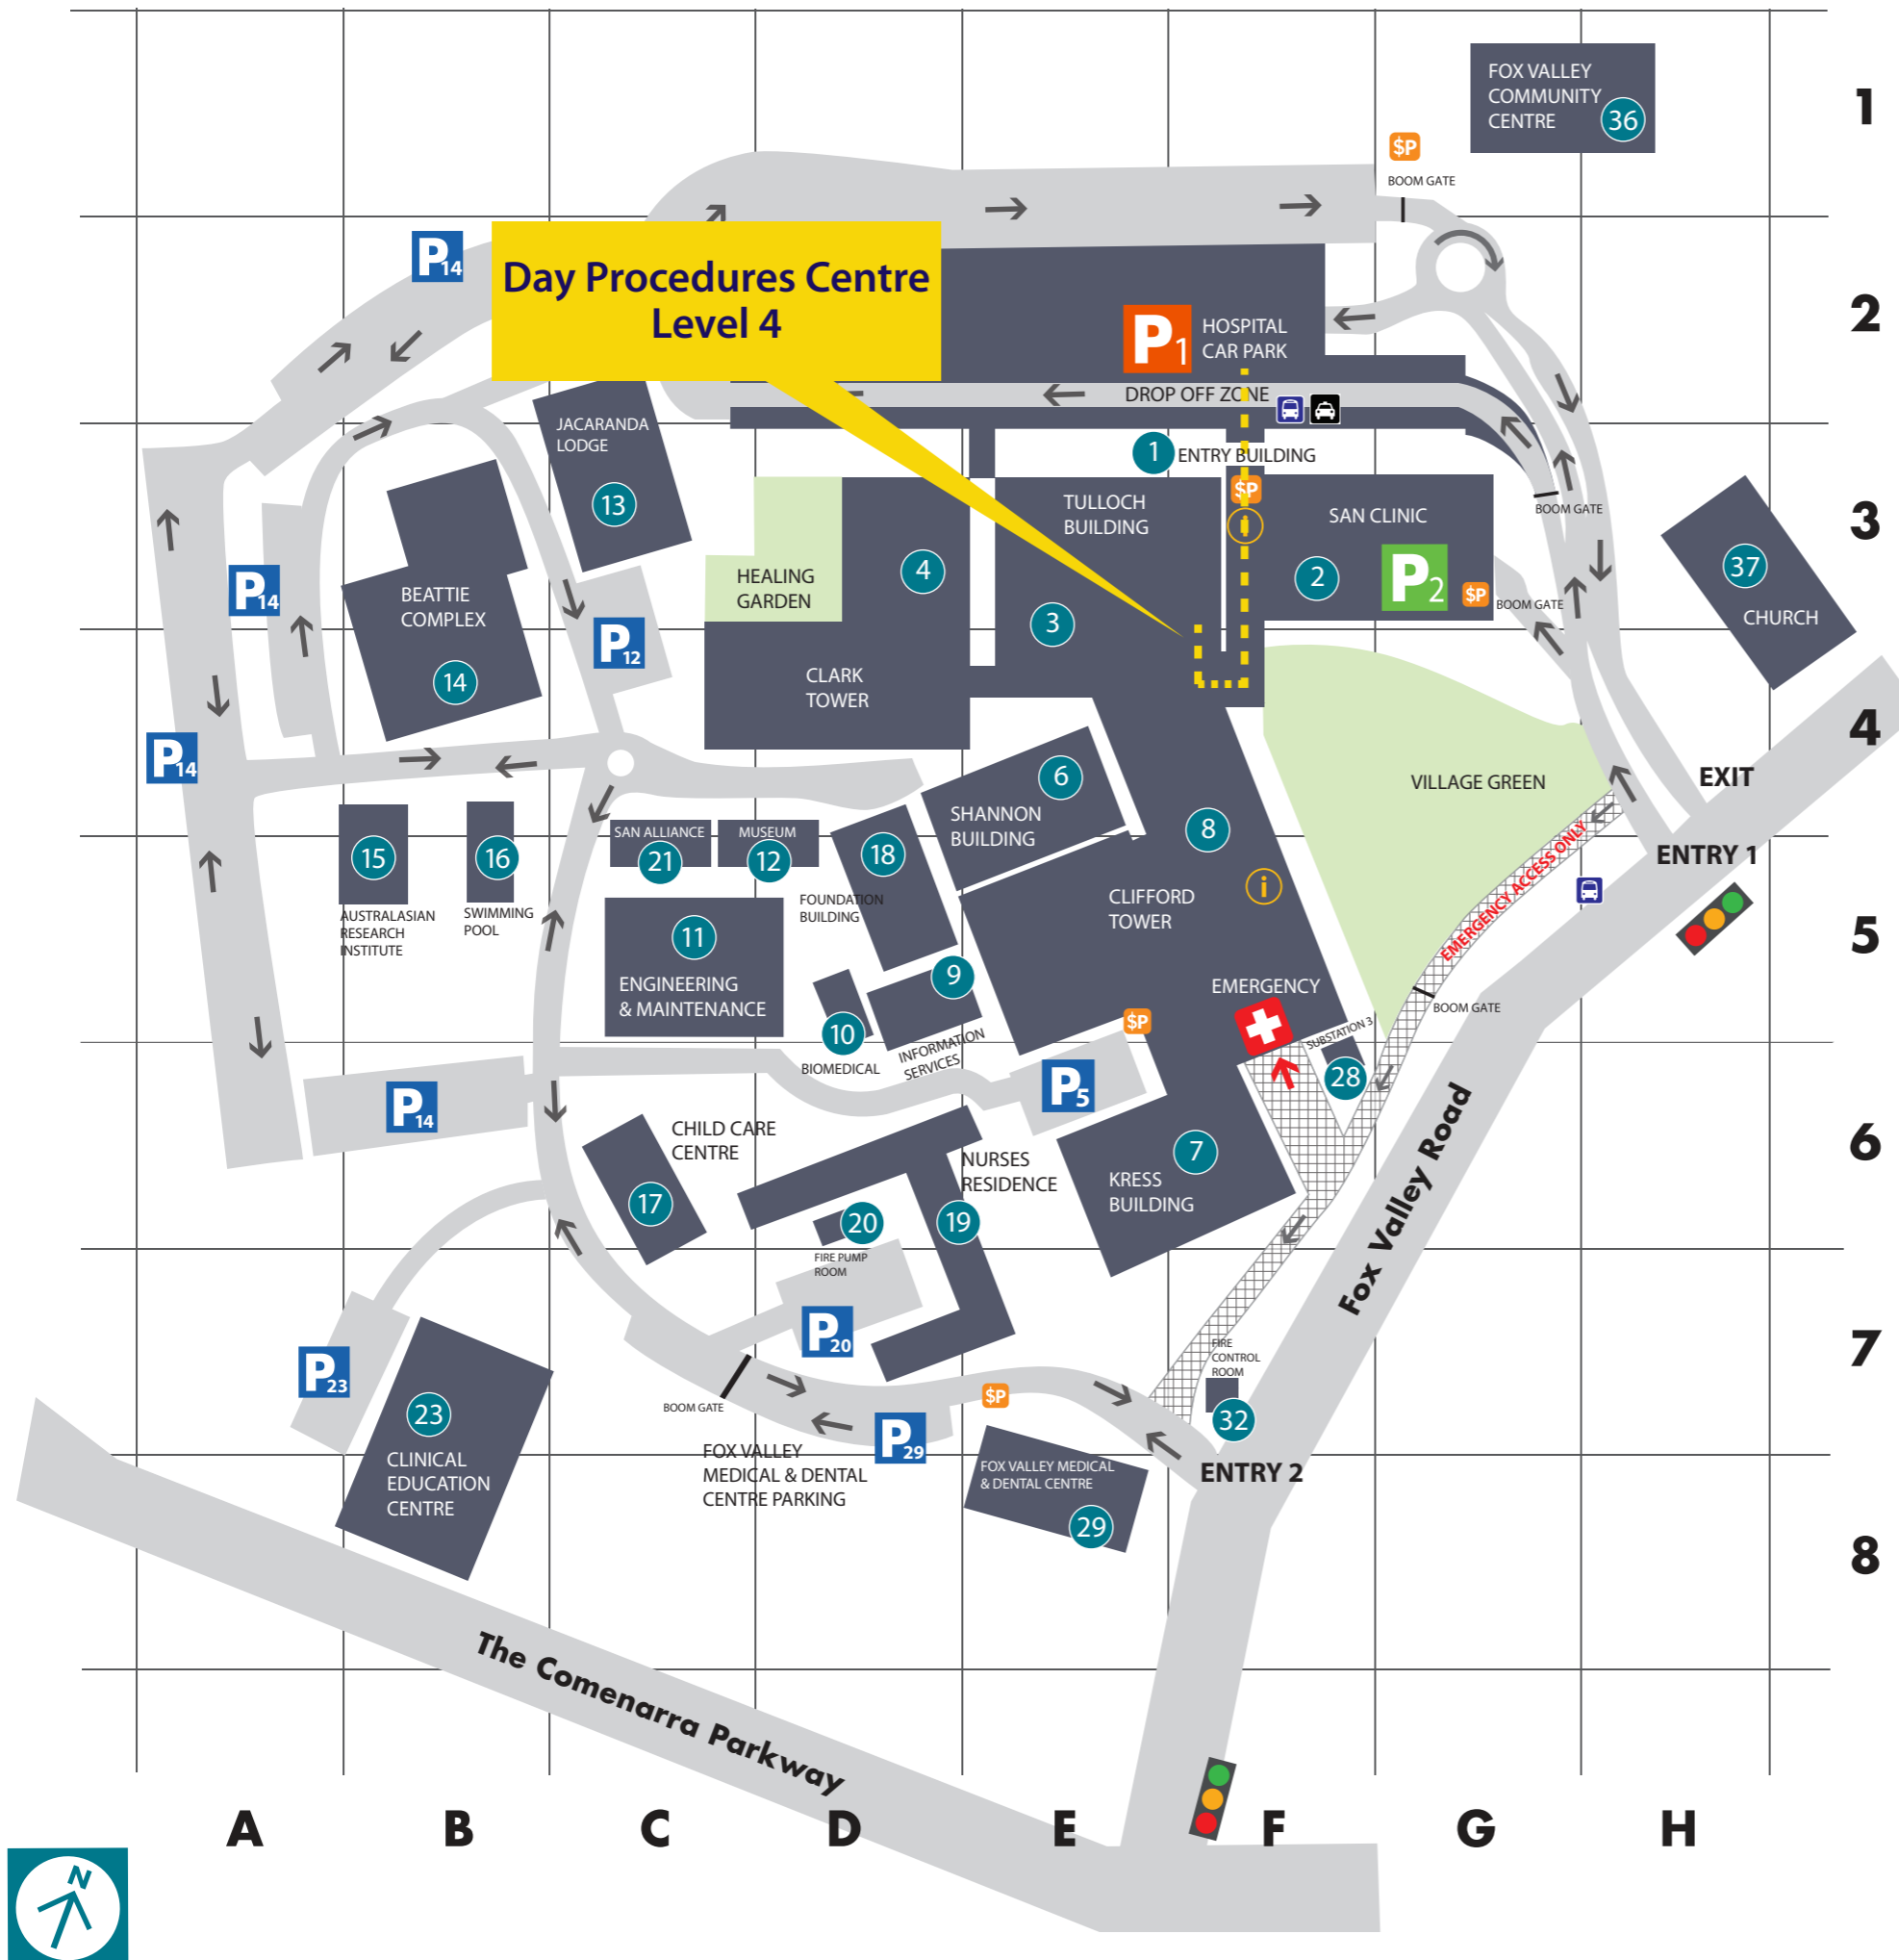 FOX VALLEY
COMMUNITY
CENTRE
36
1
$P
BOOM GATE
P14
Day Procedures Centre
Level 4
P1
HOSPITAL
CAR PARK
2
DROP OFF ZONE
JACARANDA
LODGE
13
1
ENTRY BUILDING
$P
i
TULLOCH
BUILDING
SAN CLINIC
BOOM GATE
3
HEALING
GARDEN
4
3
2
P2
$P
BOOM GATE
37
CHURCH
P14
BEATTIE
COMPLEX
14
P12
CLARK
TOWER
P14
6
SHANNON
BUILDING
VILLAGE GREEN
EXIT
4
8
ENTRY 1
EMERGENCY ACCESS ONLY
15
AUSTRALASIAN
RESEARCH
INSTITUTE
16
SWIMMING
POOL
SAN ALLIANCE
21
MUSEUM
12
18
FOUNDATION
BUILDING
CLIFFORD
TOWER
i
5
11
ENGINEERING
& MAINTENANCE
9
INFORMATION
SERVICES
10
BIOMEDICAL
EMERGENCY
$P
SUBSTATION 3
28
BOOM GATE
P14
P5
CHILD CARE
CENTRE
17
NURSES
RESIDENCE
19
20
FIRE PUMP
ROOM
7
KRESS
BUILDING
6
Fox Valley Road
P23
P20
FIRE
CONTROL
ROOM
32
7
23
CLINICAL
EDUCATION
CENTRE
BOOM GATE
$P
P29
FOX VALLEY
MEDICAL & DENTAL
CENTRE PARKING
FOX VALLEY MEDICAL
& DENTAL CENTRE
29
ENTRY 2
8
The Comenarra Parkway
A B C D E F G H
N